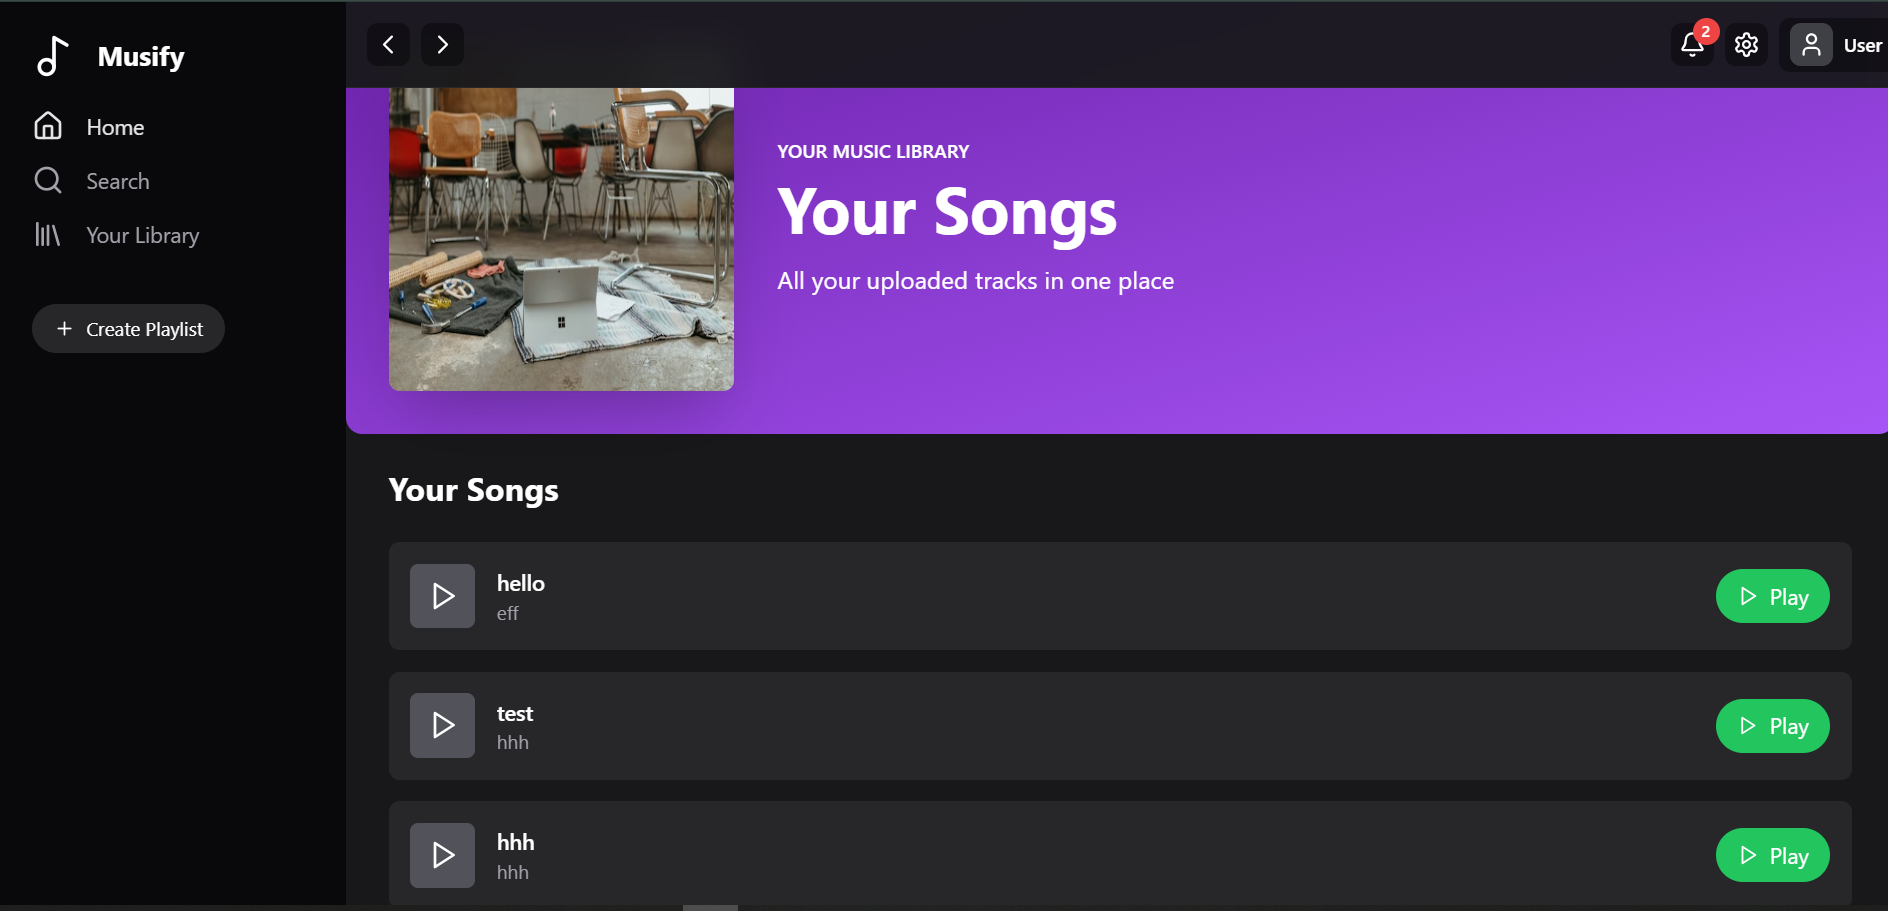 Musify
Home
Search
Your Library
Create Playlist
2
User
YOUR MUSIC LIBRARY
Your Songs
All your uploaded tracks in one place
Your Songs
hello
eff
Play
test
hhh
Play
hhh
hhh
Play